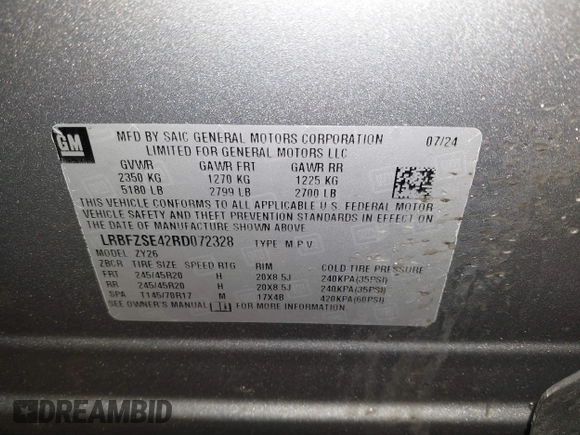 GM
MFD BY SAIC GENERAL MOTORS CORPORATION 07/24
LIMITED FOR GENERAL MOTORS LLC
GVWR GAWR FRT GAWR RR
2350 KG 1270 KG 1225 KG
5180 LB 2799 LB 2700 LB
THIS VEHICLE CONFORMS TO ALL APPLICABLE U.S. FEDERAL MOTOR
VEHICLE SAFETY AND THEFT PREVENTION STANDARDS IN EFFECT ON
THE DATE OF MANUFACTURE SHOWN ABOVE.
LRBFZSE42RD072328 TYPE M.P.V.
MODEL: ZY26
ZBCR TIRE SIZE SPEED RTG RIM COLD TIRE PRESSURE
FRT 245/45R20 H 20X8.5J 240KPA(35PSI)
RR 245/45R20 H 20X8.5J 240KPA(35PSI)
SPA T145/70R17 M 17X4B 420KPA(60PSI)
SEE OWNER'S MANUAL FOR MORE INFORMATION.
DREAMBID